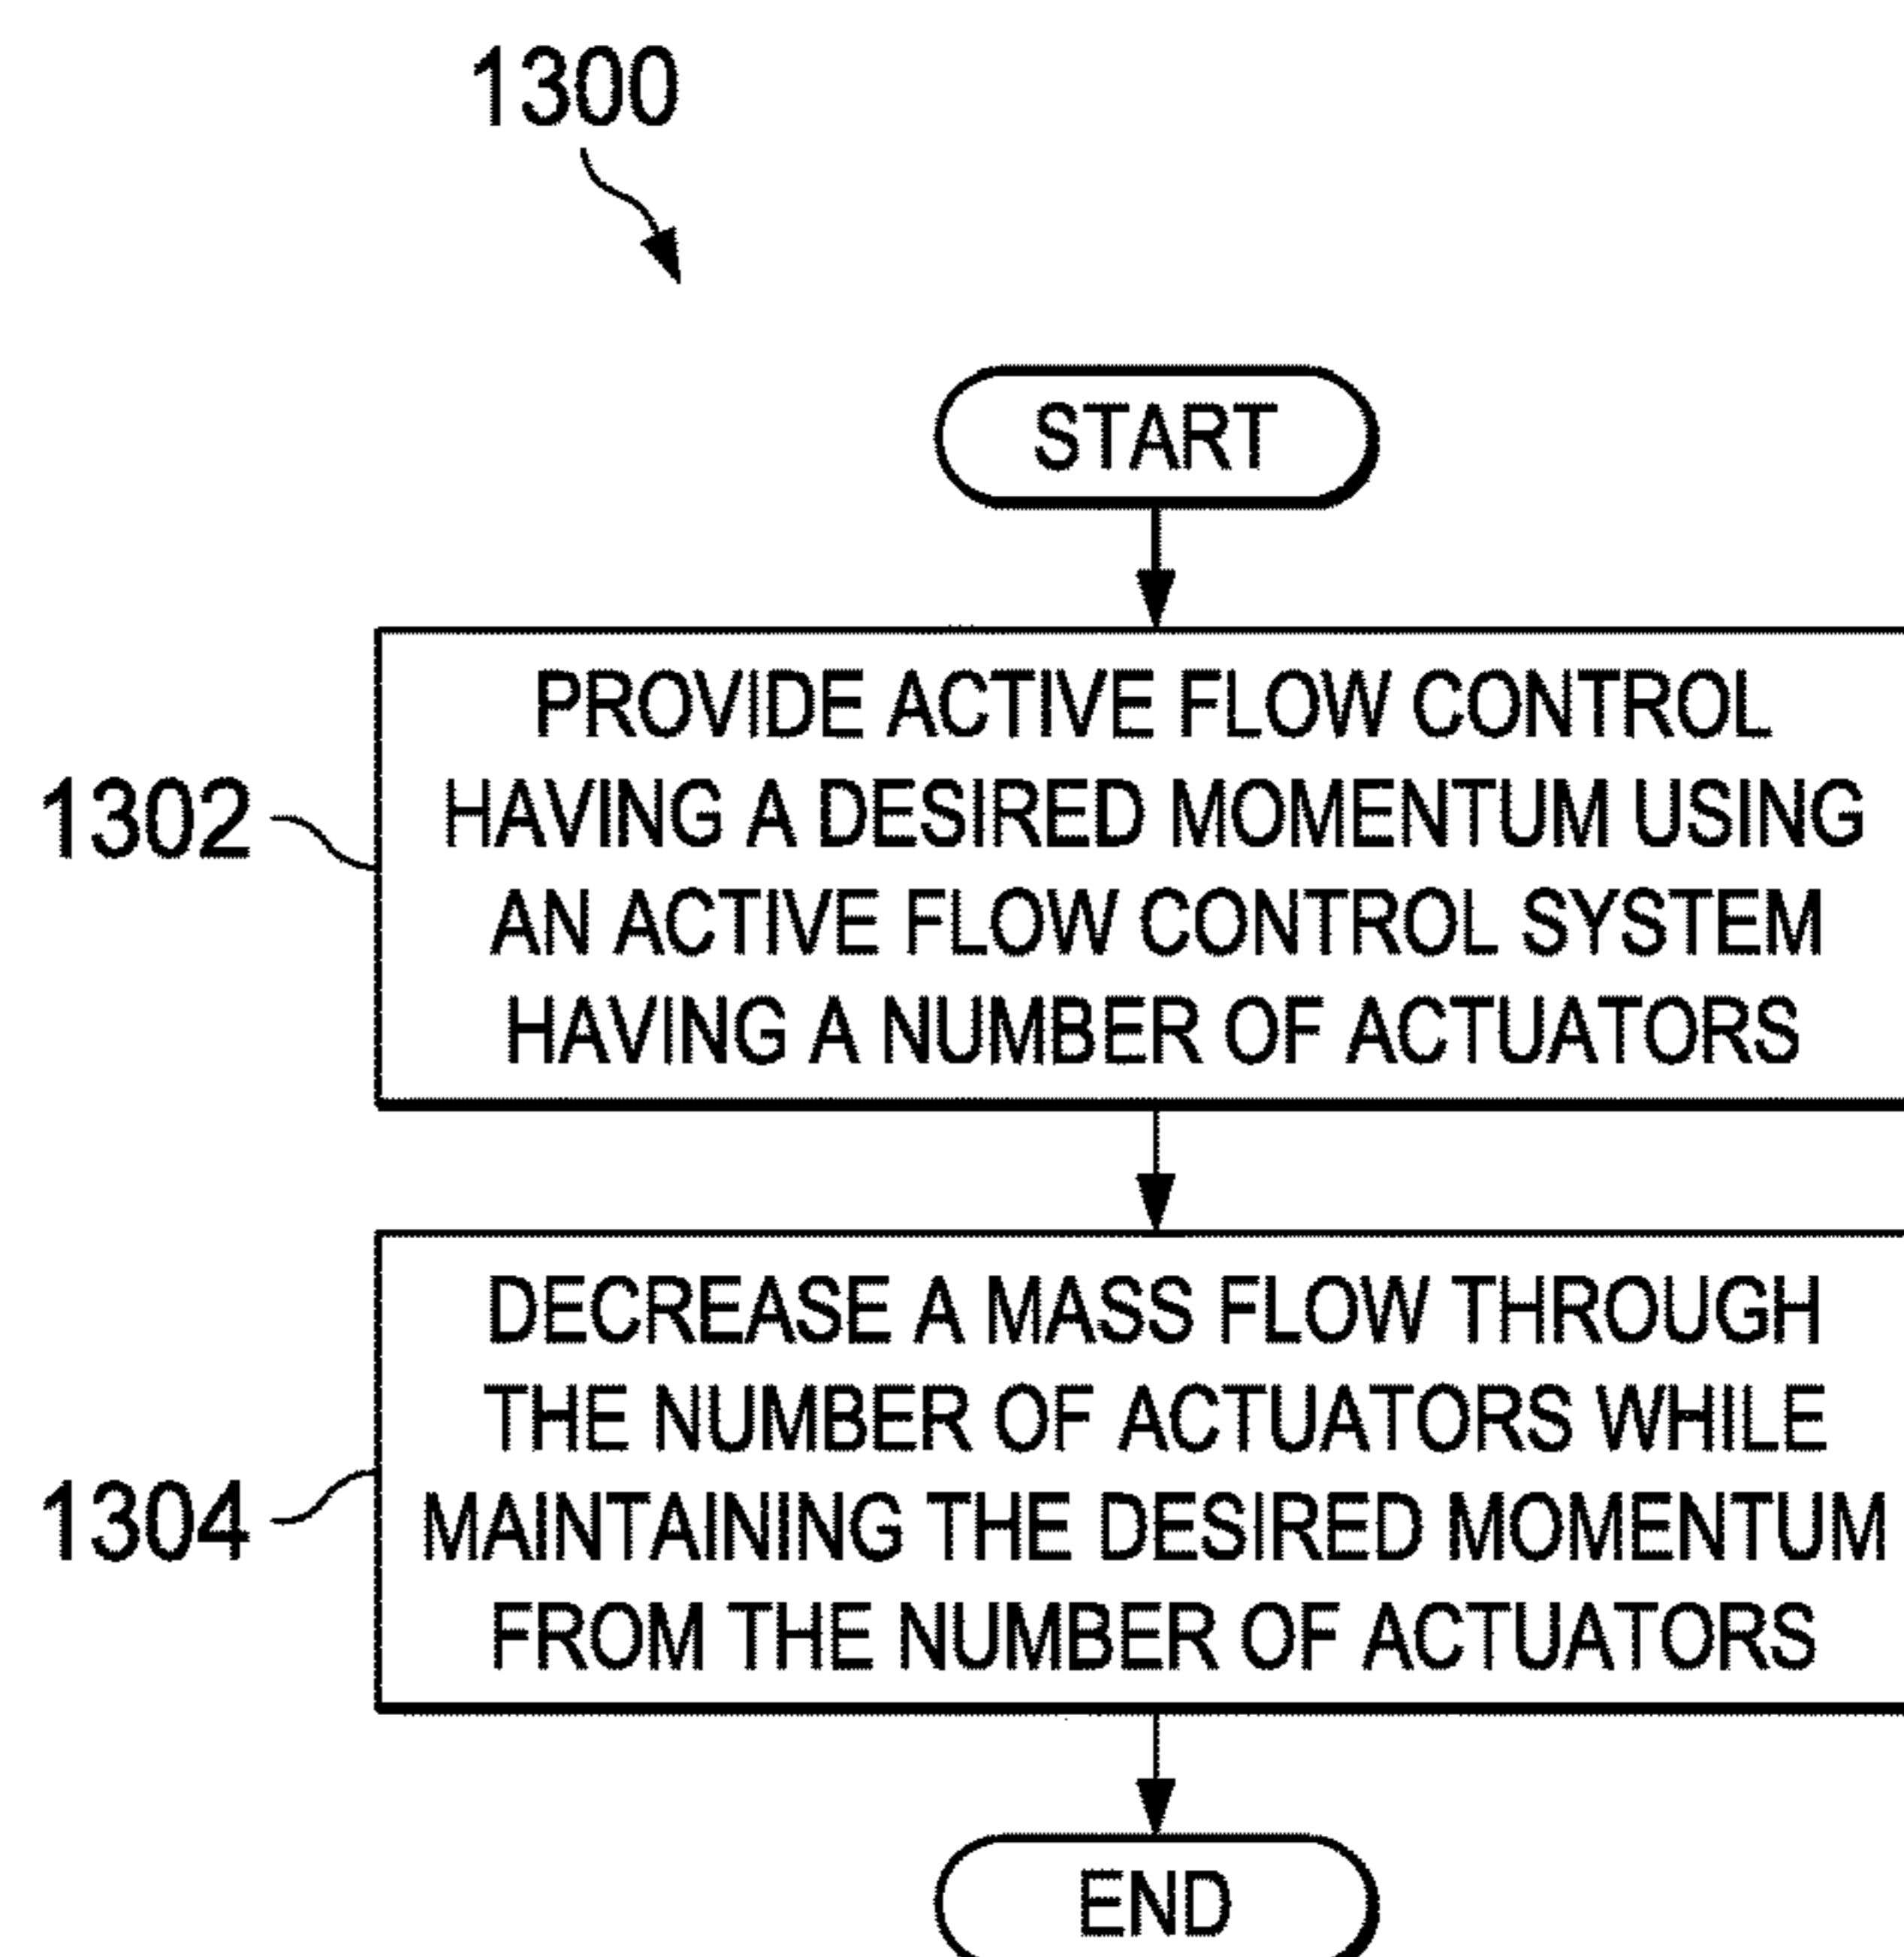 1300
START
1302
PROVIDE ACTIVE FLOW CONTROL
HAVING A DESIRED MOMENTUM USING
AN ACTIVE FLOW CONTROL SYSTEM
HAVING A NUMBER OF ACTUATORS
1304
DECREASE A MASS FLOW THROUGH
THE NUMBER OF ACTUATORS WHILE
MAINTAINING THE DESIRED MOMENTUM
FROM THE NUMBER OF ACTUATORS
END